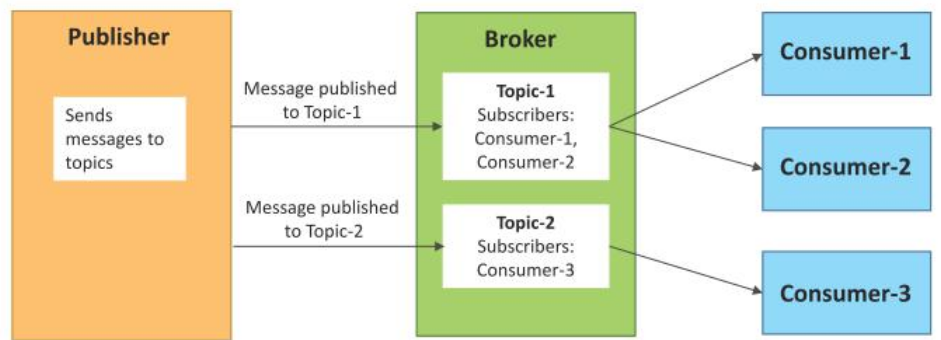 Publisher
Sends
messages to
topics
Message published
to Topic-1
Message published
to Topic-2
Broker
Topic-1
Subscribers:
Consumer-1,
Consumer-2
Topic-2
Subscribers:
Consumer-3
Consumer-1
Consumer-2
Consumer-3